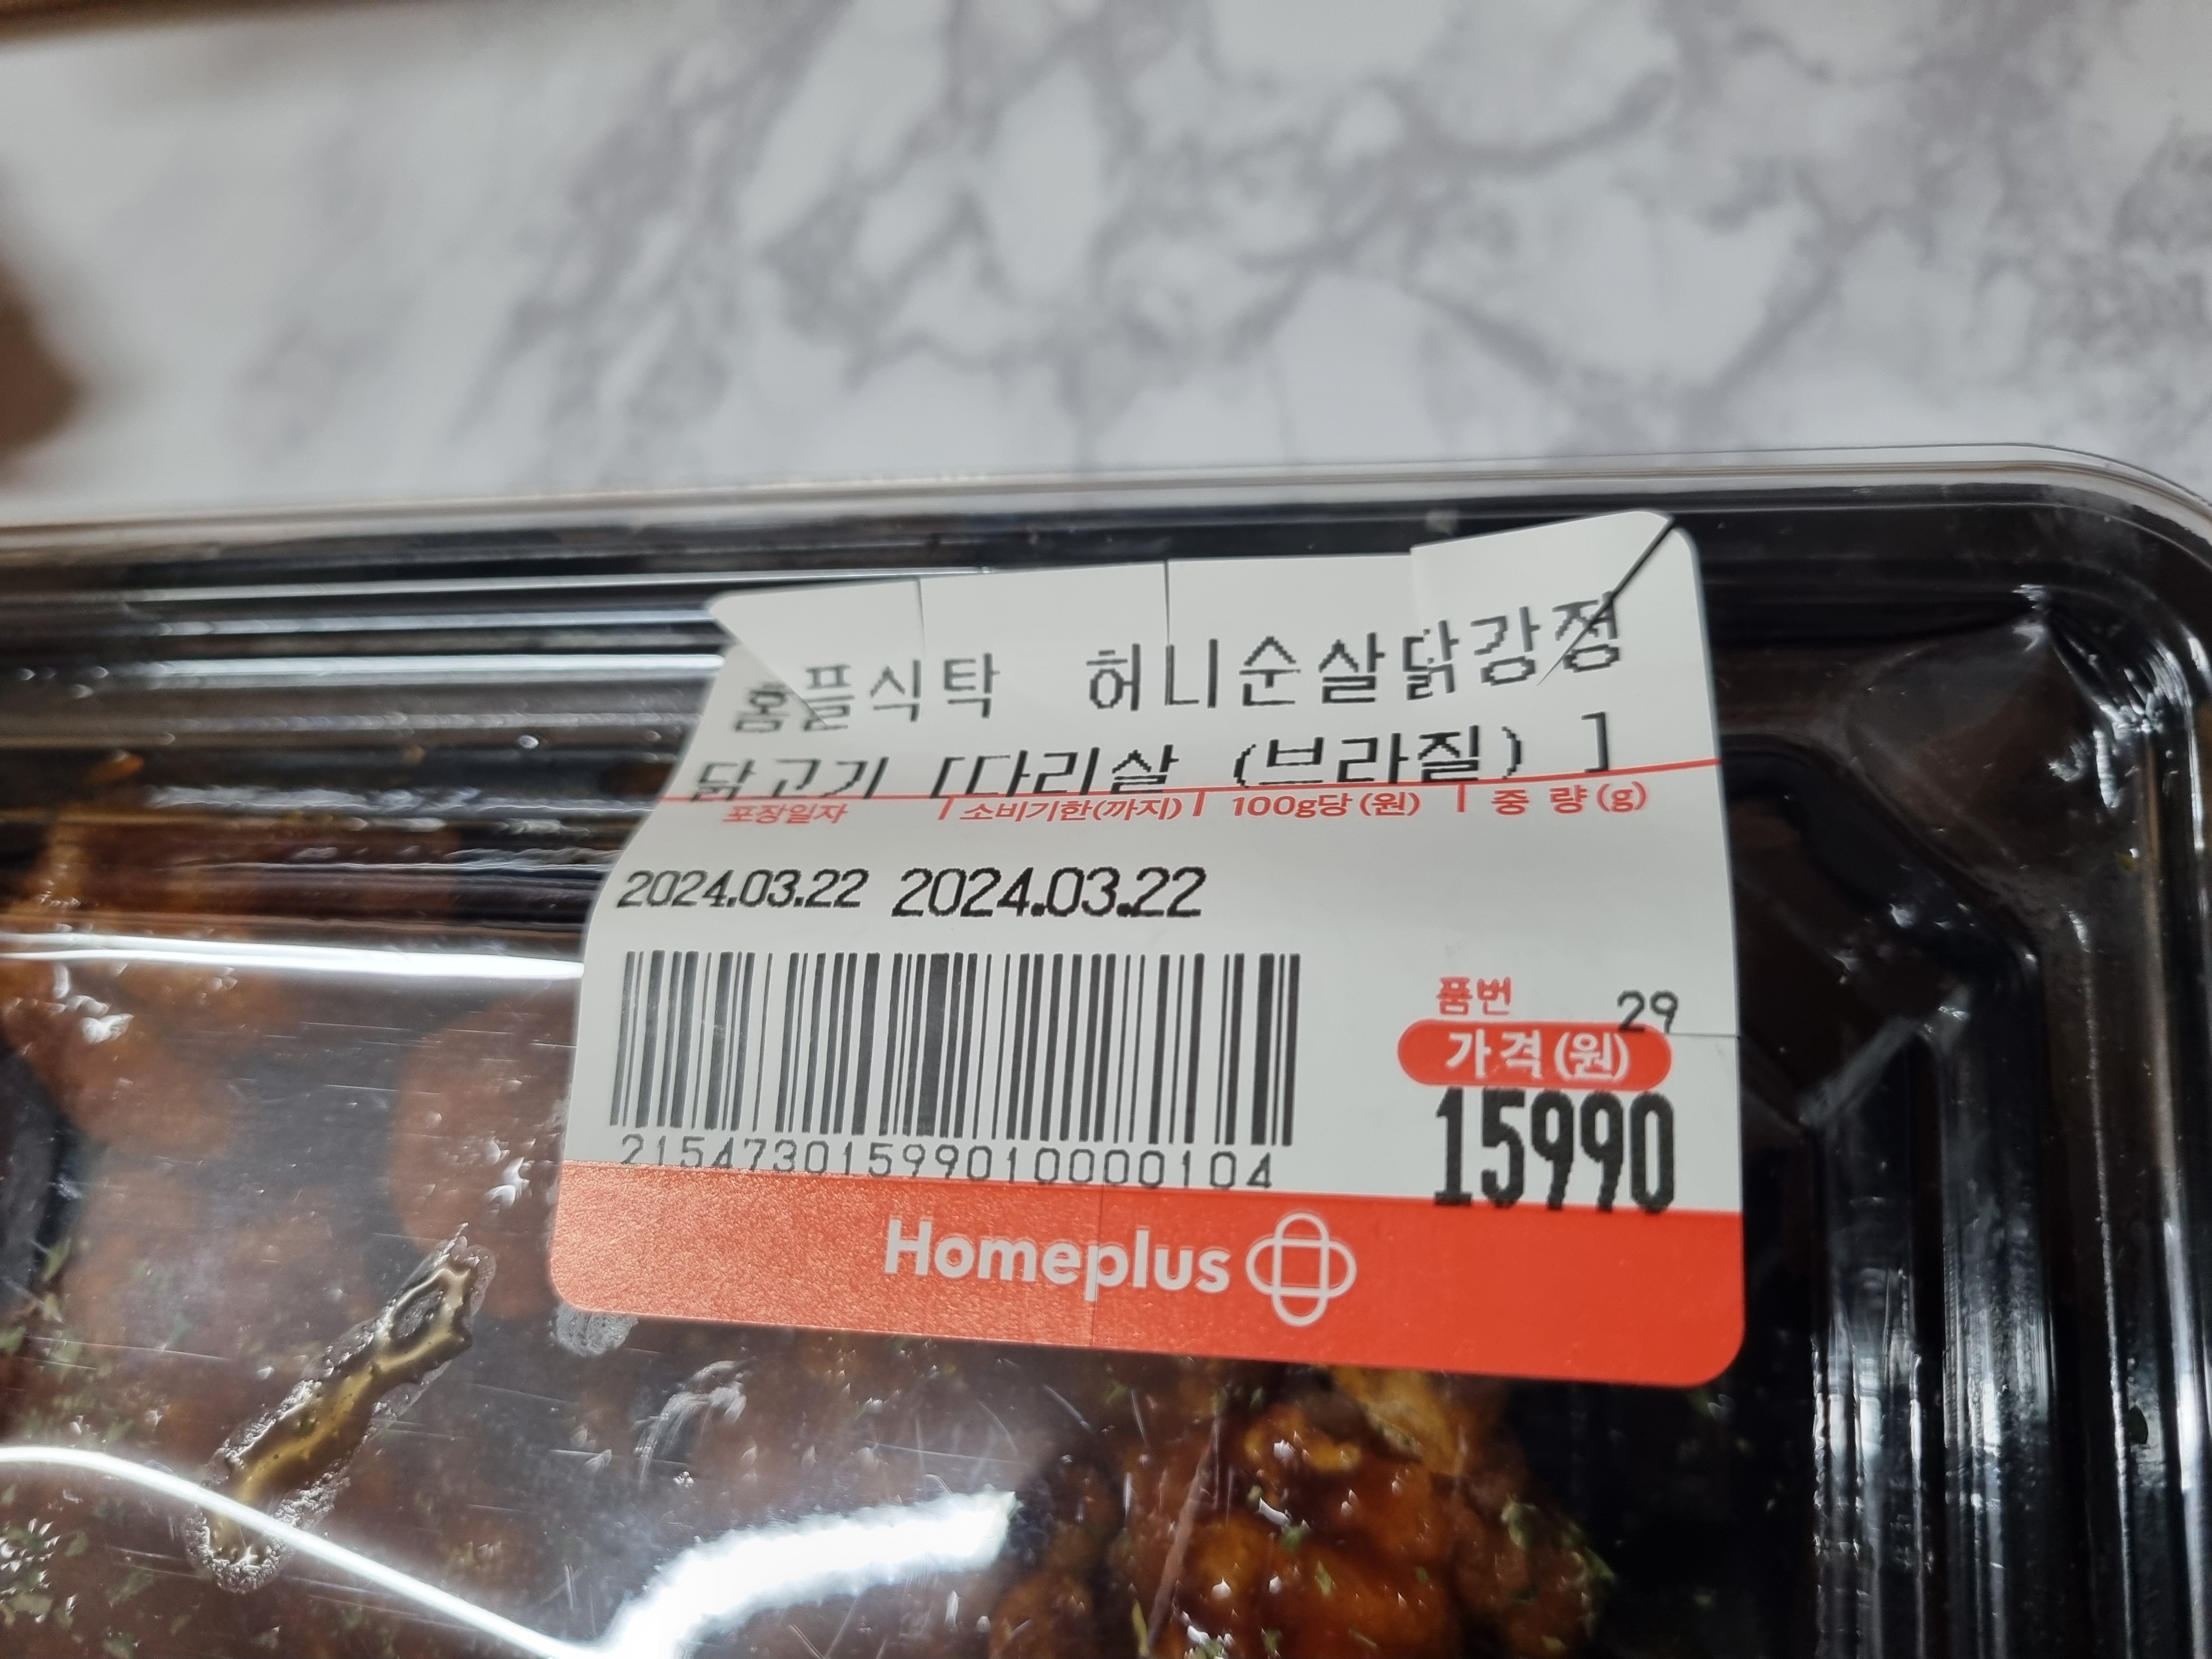 홈플식탁 허니순살닭강정
닭고기 [다리살 (브라질) ]
포장일자 소비기한(까지) 100g당 (원) 중 량 (g)
2024.03.22 2024.03.22
품번 29
가격(원)
15990
21547301599010000104
Homeplus